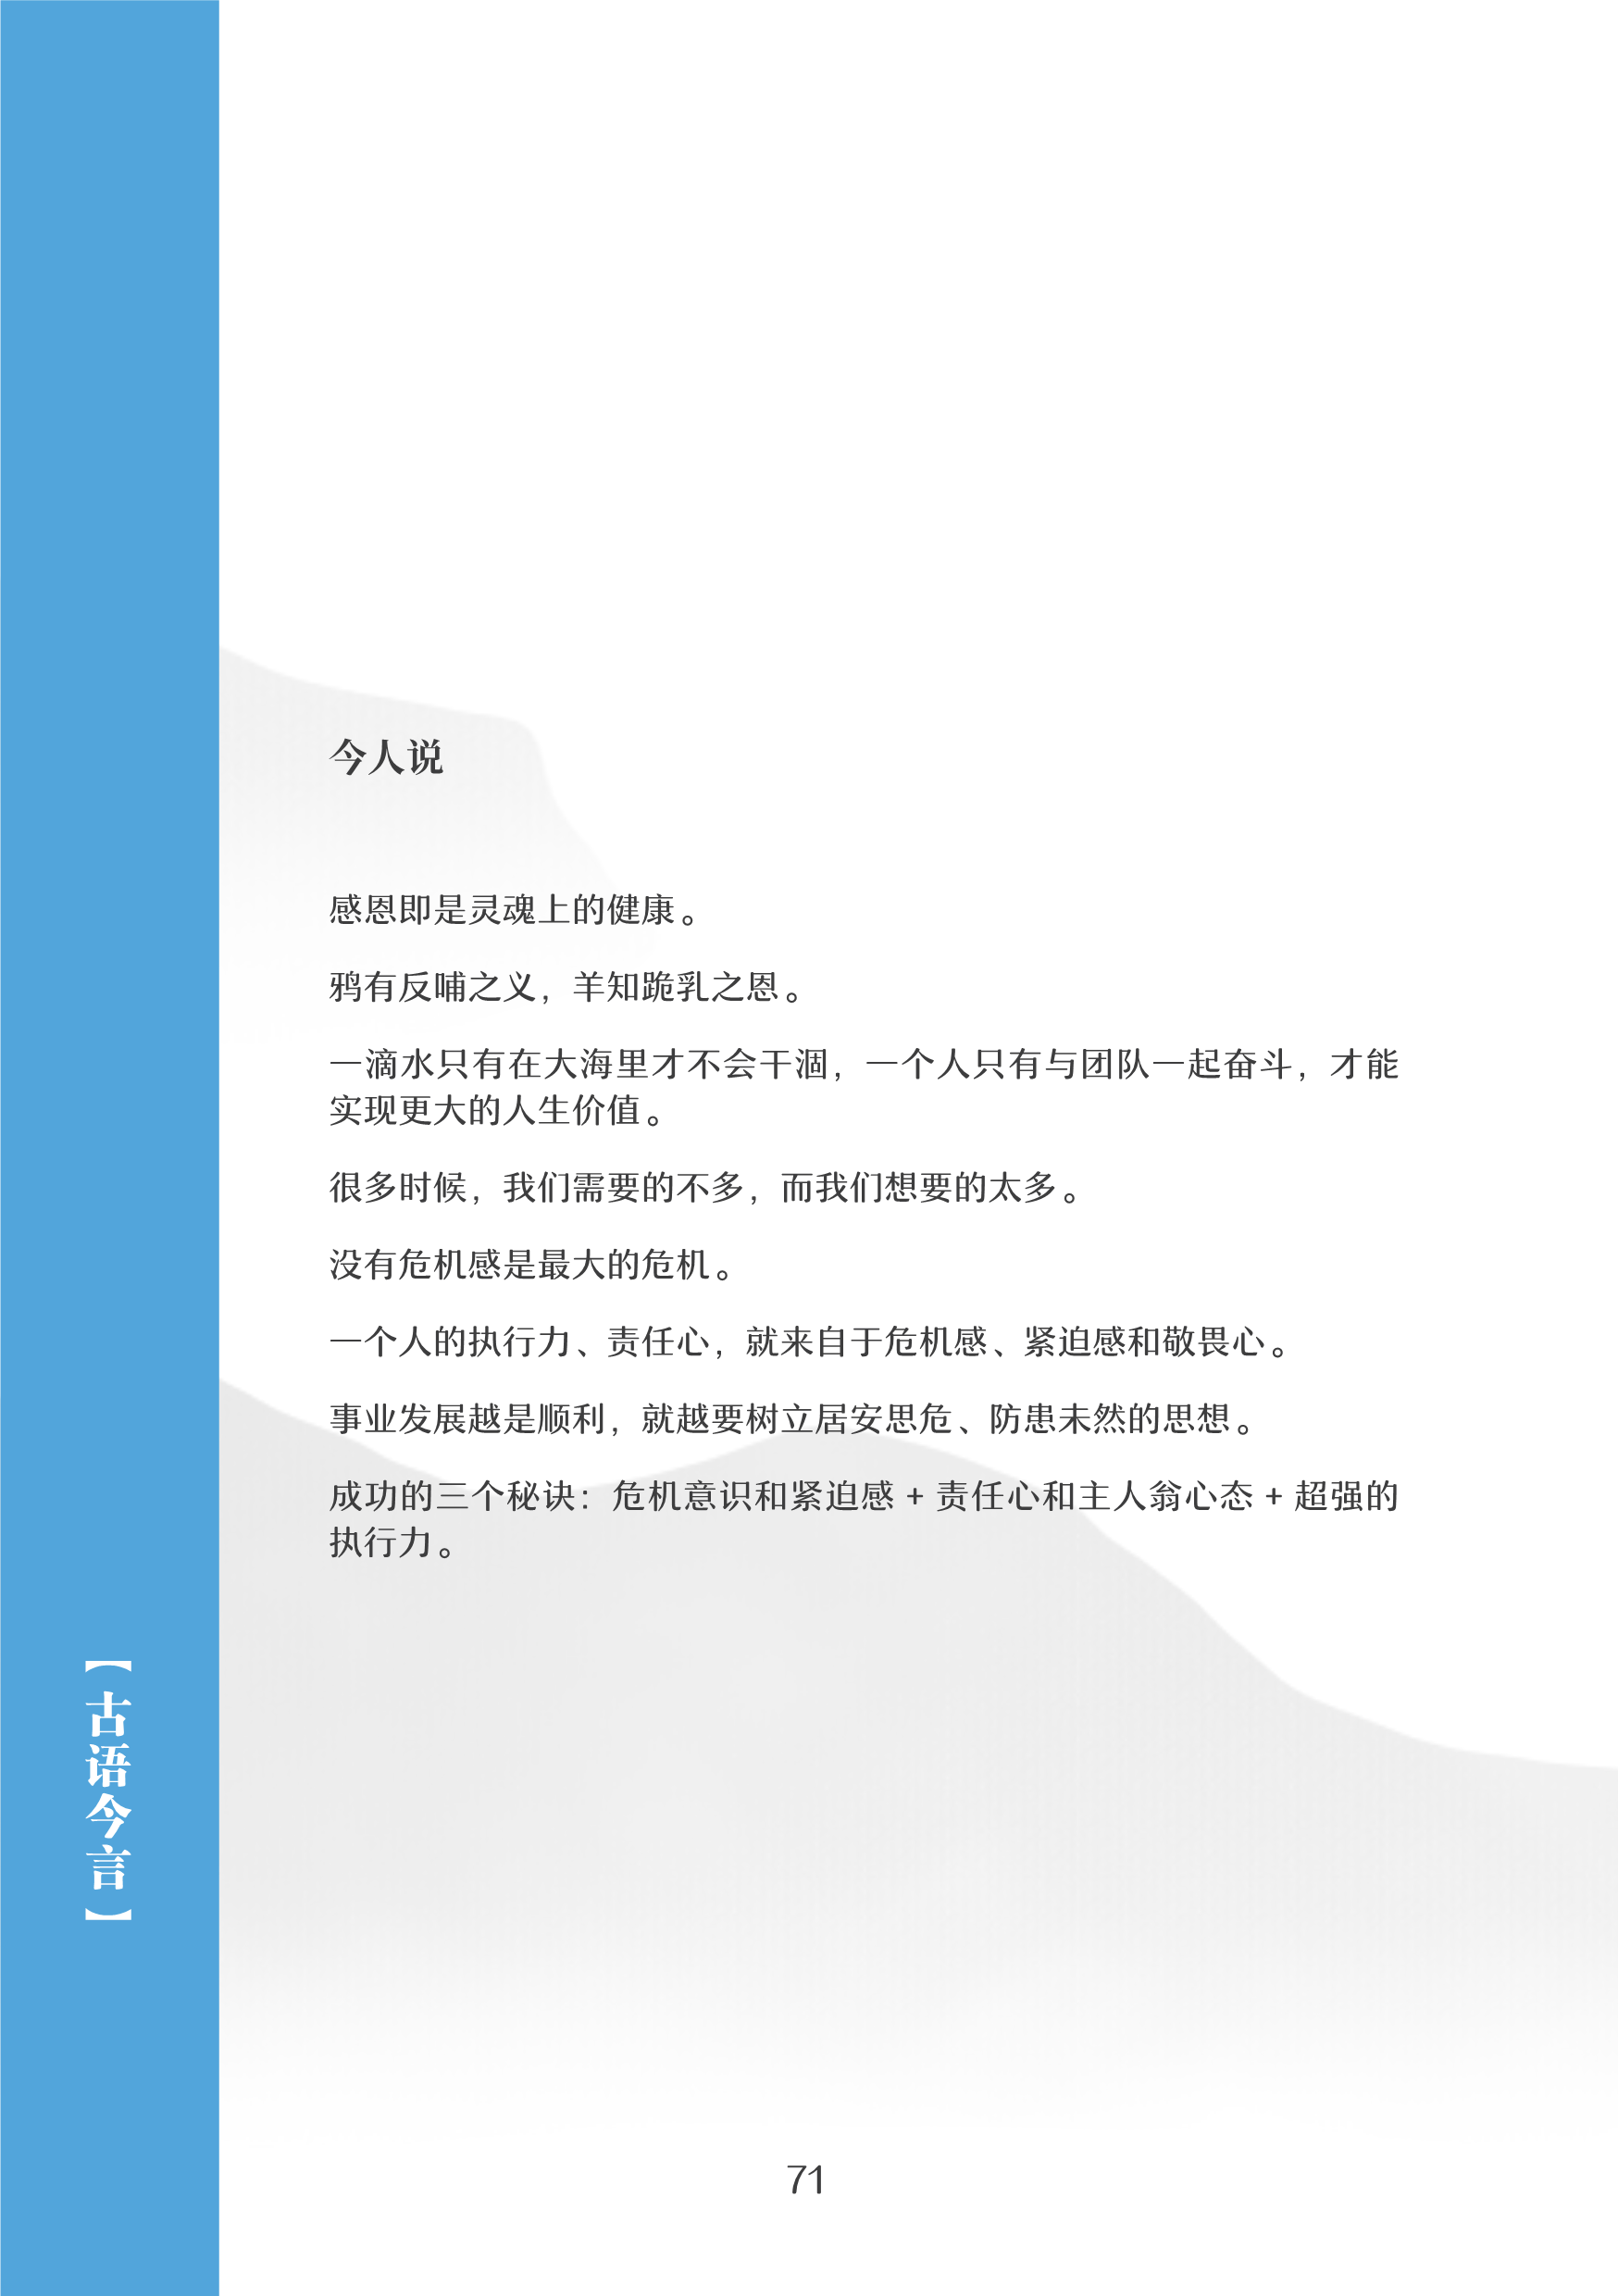 今人说
感恩即是灵魂上的健康。
鸦有反哺之义，羊知跪乳之恩。
一滴水只有在大海里才不会干涸，一个人只有与团队一起奋斗，才能
实现更大的人生价值。
很多时候，我们需要的不多，而我们想要的太多。
没有危机感是最大的危机。
一个人的执行力、责任心，就来自于危机感、紧迫感和敬畏心。
事业发展越是顺利，就越要树立居安思危、防患未然的思想。
成功的三个秘诀：危机意识和紧迫感 + 责任心和主人翁心态 + 超强的
执行力。
【古语今言】
71